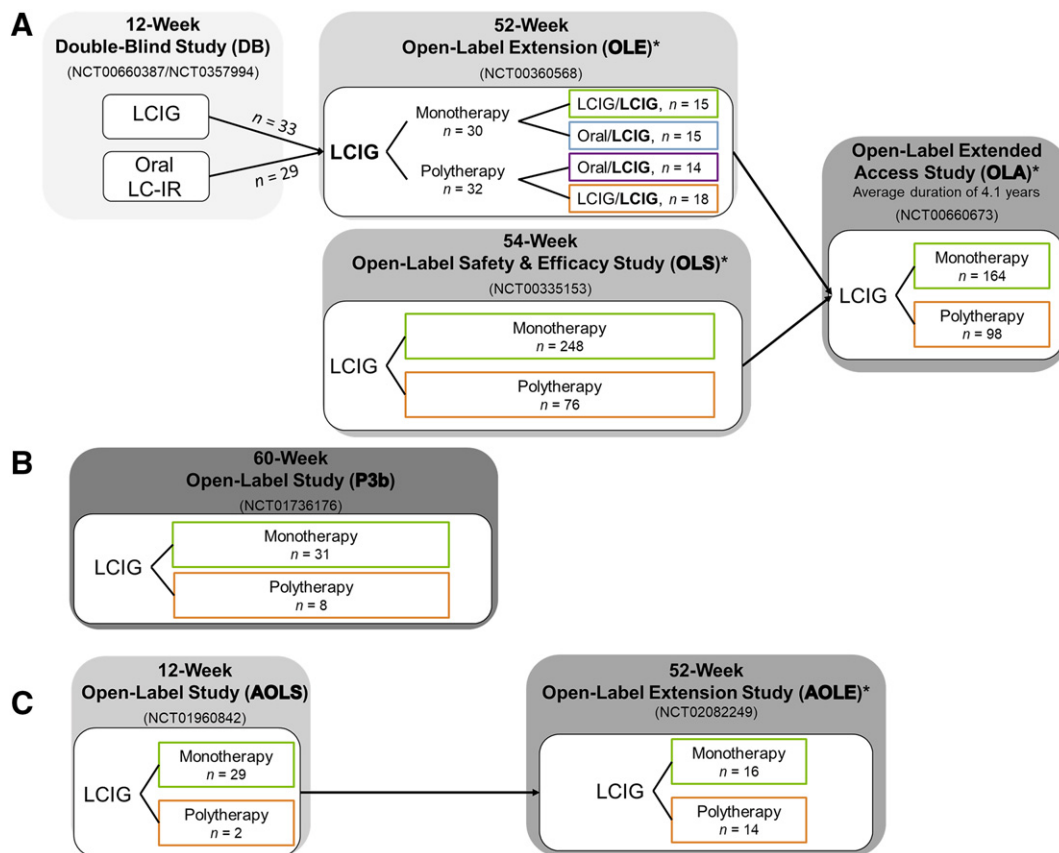 A
12-Week
Double-Blind Study (DB)
(NCT00660387/NCT0357994)
LCIG
Oral
LC-IR
n = 33
n = 29
52-Week
Open-Label Extension (OLE)*
(NCT00360568)
LCIG
Monotherapy
n = 30
Polytherapy
n = 32
LCIG/LCIG, n = 15
Oral/LCIG, n = 15
Oral/LCIG, n = 14
LCIG/LCIG, n = 18
54-Week
Open-Label Safety & Efficacy Study (OLS)*
(NCT00335153)
LCIG
Monotherapy
n = 248
Polytherapy
n = 76
Open-Label Extended
Access Study (OLA)*
Average duration of 4.1 years
(NCT00660673)
LCIG
Monotherapy
n = 164
Polytherapy
n = 98
B
60-Week
Open-Label Study (P3b)
(NCT01736176)
LCIG
Monotherapy
n = 31
Polytherapy
n = 8
C
12-Week
Open-Label Study (AOLS)
(NCT01960842)
LCIG
Monotherapy
n = 29
Polytherapy
n = 2
52-Week
Open-Label Extension Study (AOLE)*
(NCT02082249)
LCIG
Monotherapy
n = 16
Polytherapy
n = 14